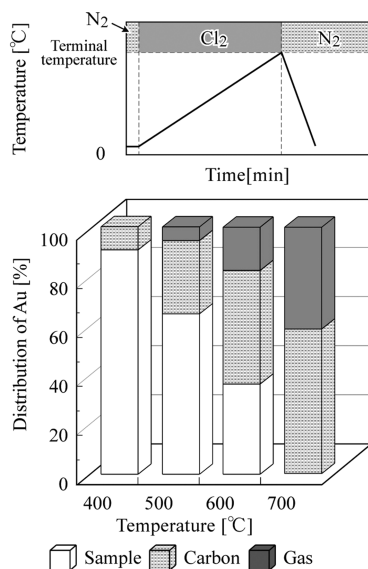 N₂
Cl₂
N₂
Terminal
temperature
Temperature [℃]
0
Time[min]
Distribution of Au [%]
100
80
60
40
20
0
400 500 600 700
Temperature [℃]
Sample Carbon Gas